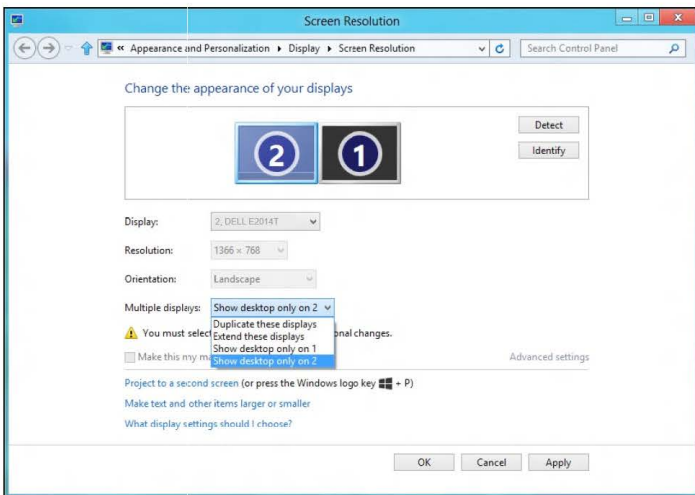 Screen Resolution
« Appearance and Personalization ▸ Display ▸ Screen Resolution
Search Control Panel
Change the appearance of your displays
2 1
Detect
Identify
Display: 2, DELL E2014T
Resolution: 1366 × 768
Orientation: Landscape
Multiple displays: Show desktop only on 2
Duplicate these displays
You must select onal changes.
Extend these displays
Show desktop only on 1
Make this my ma
Show desktop only on 2
Advanced settings
Project to a second screen (or press the Windows logo key + P)
Make text and other items larger or smaller
What display settings should I choose?
OK Cancel Apply